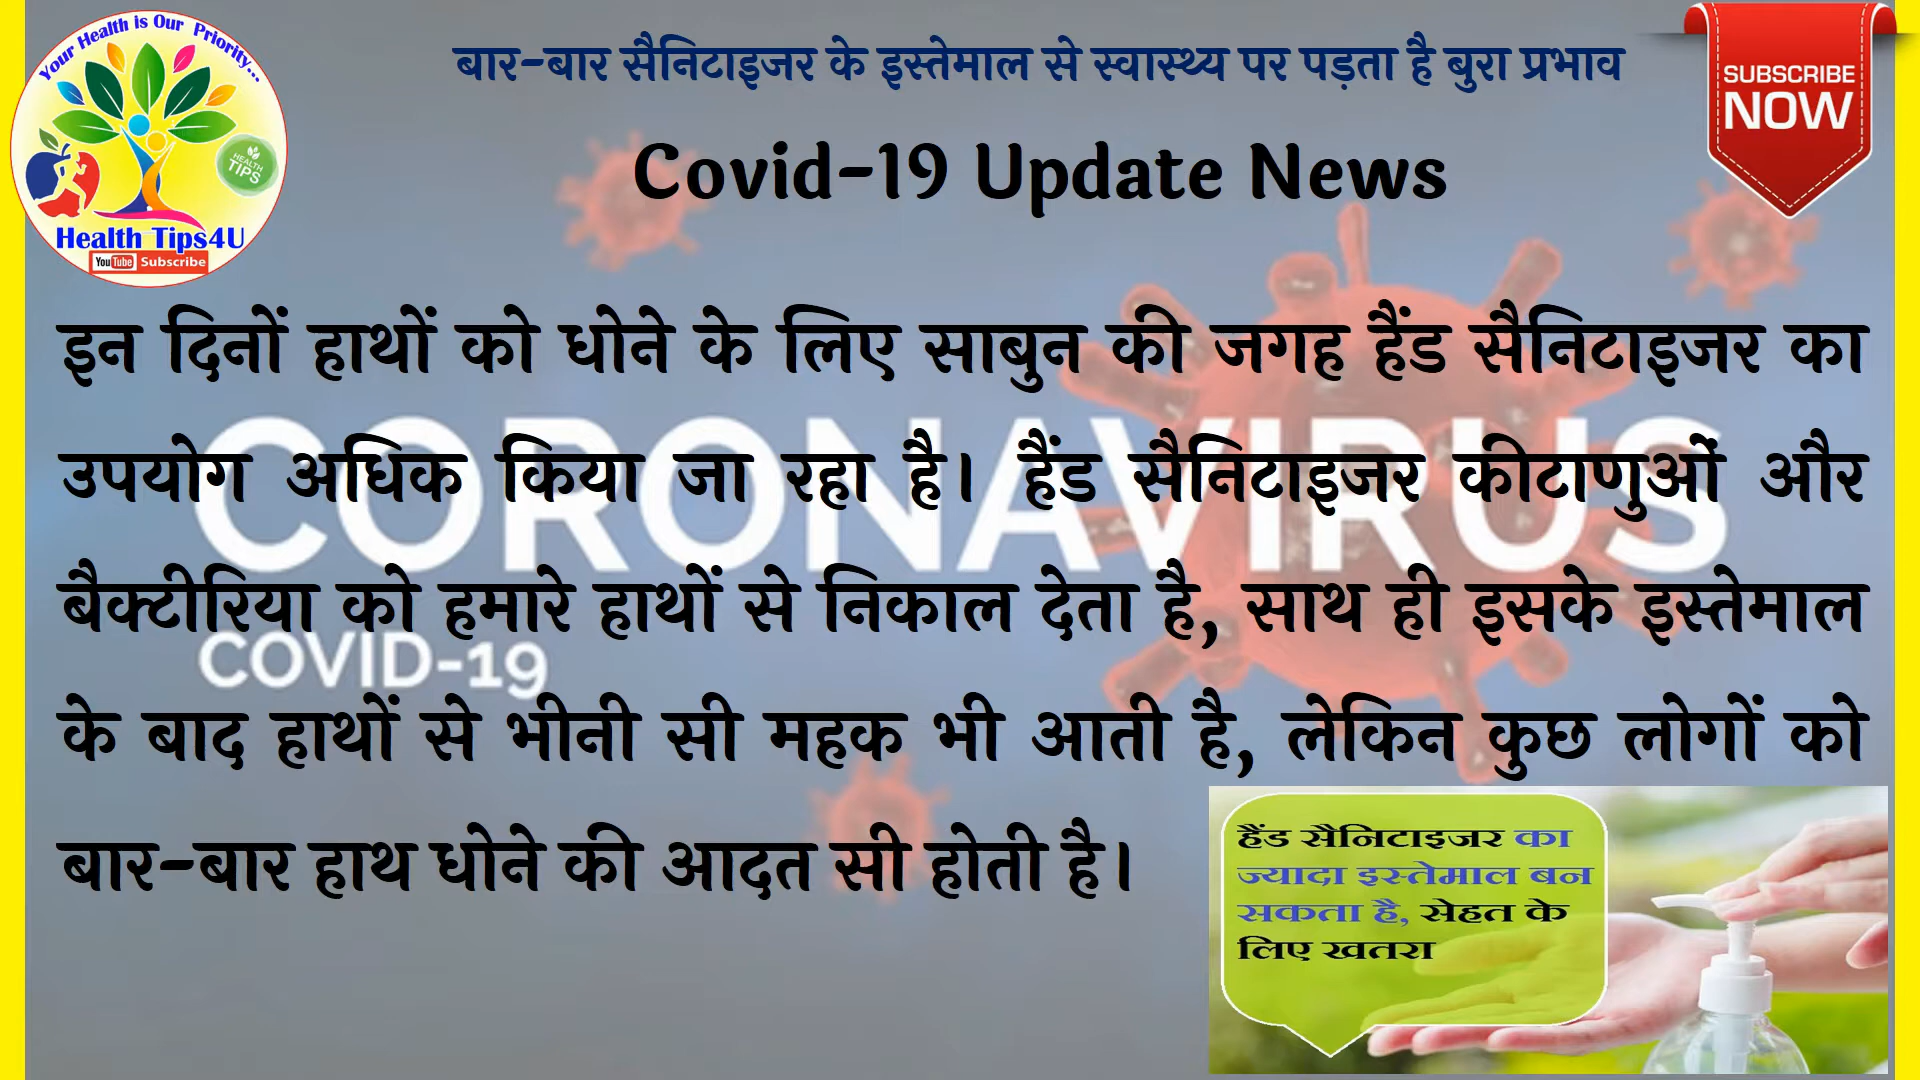 Your Health is Our Priority...
HEALTH
TIPS
Health Tips4U
YouTube Subscribe
बार-बार सैनिटाइजर के इस्तेमाल से स्वास्थ्य पर पड़ता है बुरा प्रभाव
SUBSCRIBE
NOW
Covid-19 Update News
इन दिनों हाथों को धोने के लिए साबुन की जगह हैंड सैनिटाइजर का
उपयोग अधिक किया जा रहा है। हैंड सैनिटाइजर कीटाणुओं और
CORONAVIRUS
बैक्टीरिया को हमारे हाथों से निकाल देता है, साथ ही इसके इस्तेमाल
COVID-19
के बाद हाथों से भीनी सी महक भी आती है, लेकिन कुछ लोगों को
बार-बार हाथ धोने की आदत सी होती है।
हैंड सैनिटाइजर का
ज्यादा इस्तेमाल बन
सकता है, सेहत के
लिए खतरा